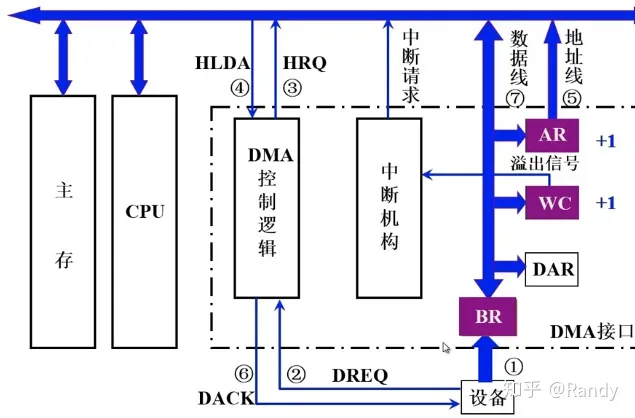 HLDA
④
HRQ
③
中断请求
数据线
⑦
地址线
⑤
主存
CPU
DMA
控制逻辑
中断机构
AR
+1
溢出信号
WC
+1
DAR
BR
DMA接口
⑥
②
DREQ
①
DACK
设备
知乎 @Randy